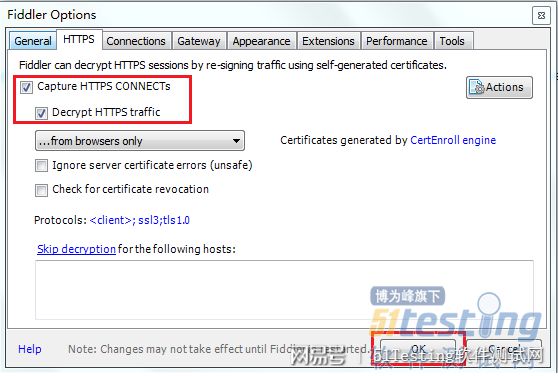 Fiddler Options
General HTTPS Connections Gateway Appearance Extensions Performance Tools
Fiddler can decrypt HTTPS sessions by re-signing traffic using self-generated certificates.
Capture HTTPS CONNECTs
Actions
Decrypt HTTPS traffic
...from browsers only
Certificates generated by CertEnroll engine
Ignore server certificate errors (unsafe)
Check for certificate revocation
Protocols: <client>; ssl3;tls1.0
Skip decryption for the following hosts:
博为峰旗下
51testing
Help
Note: Changes may not take effect until Fiddler is restarted.
OK
Cancel
网易号
51Testing软件测试网